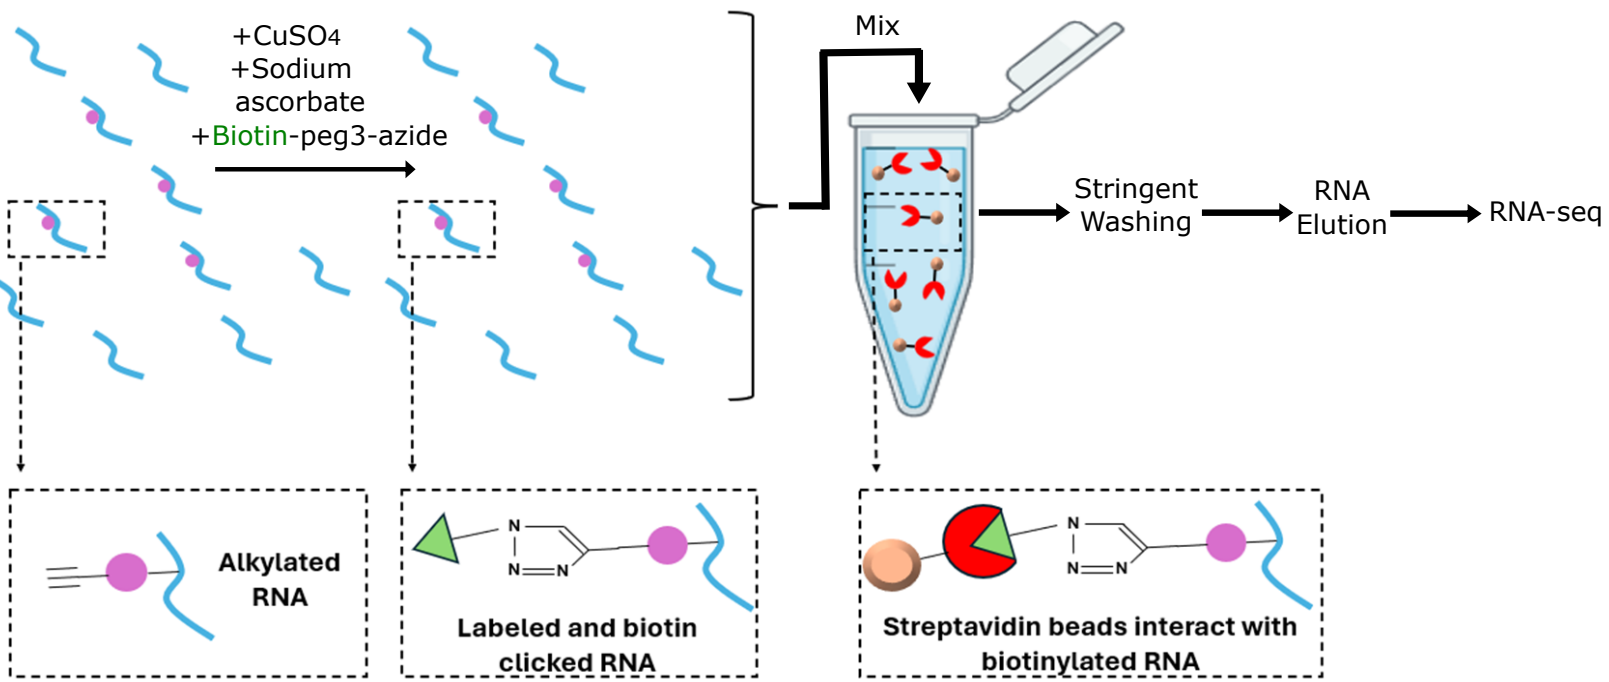 +CuSO4
+Sodium
ascorbate
+Biotin-peg3-azide
Mix
Stringent
Washing
RNA
Elution
RNA-seq
Alkylated
RNA
N
N
N
Labeled and biotin
clicked RNA
N
N
N
Streptavidin beads interact with
biotinylated RNA